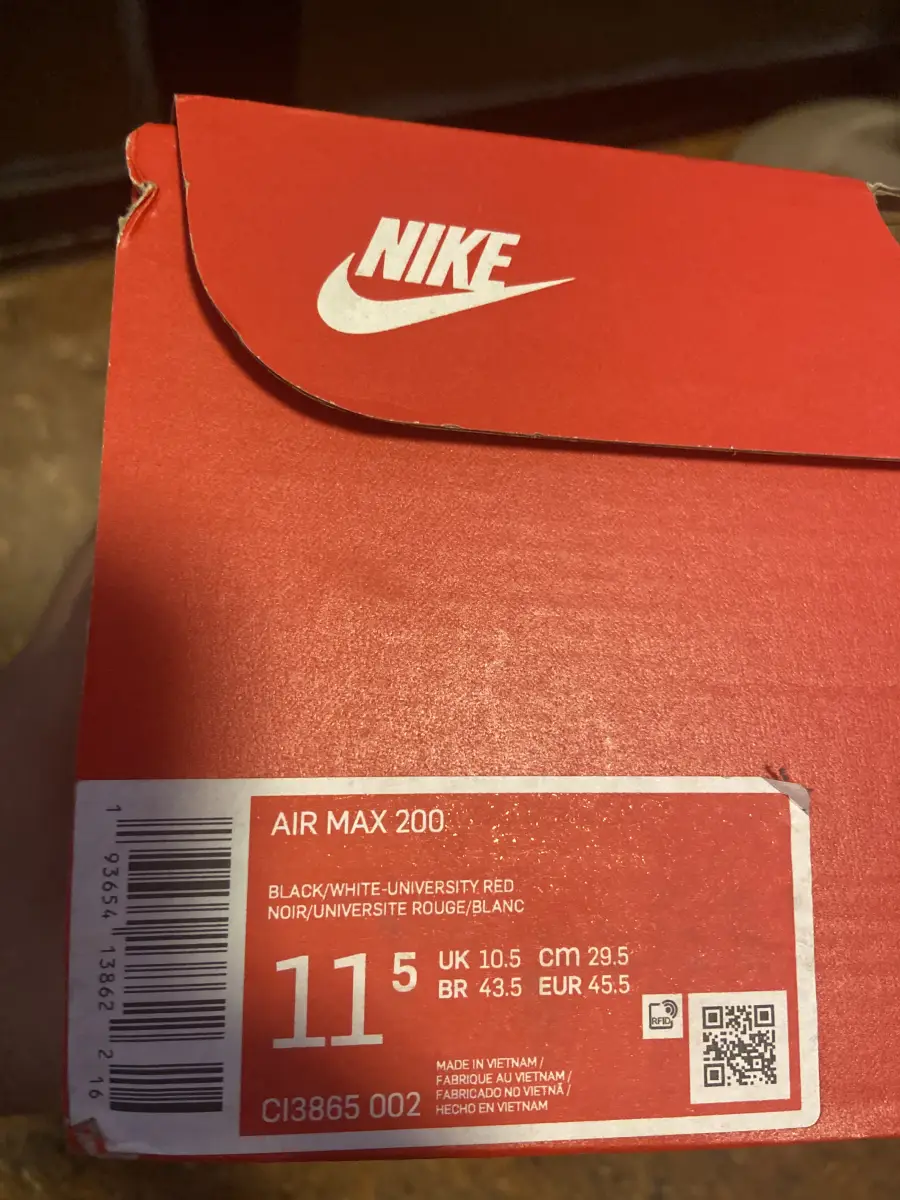 NIKE
AIR MAX 200
BLACK/WHITE-UNIVERSITY RED
NOIR/UNIVERSITE ROUGE/BLANC
11 5
UK 10.5 cm 29.5
BR 43.5 EUR 45.5
RFID
MADE IN VIETNAM /
FABRIQUE AU VIETNAM /
FABRICADO NO VIETNÃ /
HECHO EN VIETNAM
CI3865 002
1 93654 13862 2 16